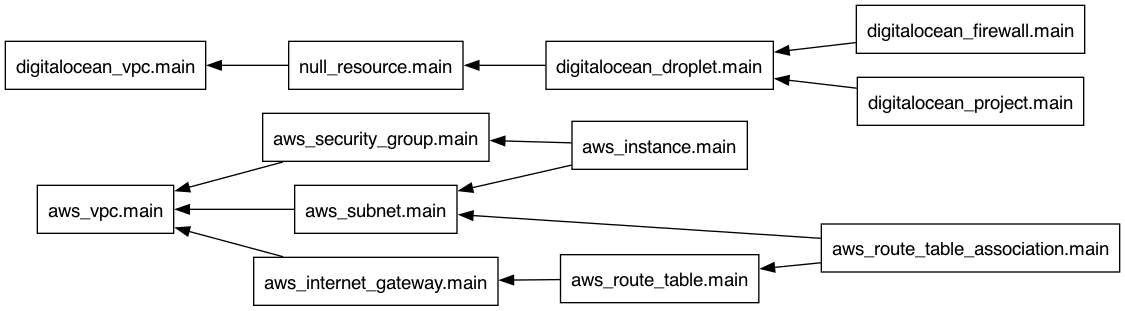 digitalocean_firewall.main
digitalocean_vpc.main
null_resource.main
digitalocean_droplet.main
digitalocean_project.main
aws_security_group.main
aws_instance.main
aws_vpc.main
aws_subnet.main
aws_route_table_association.main
aws_internet_gateway.main
aws_route_table.main